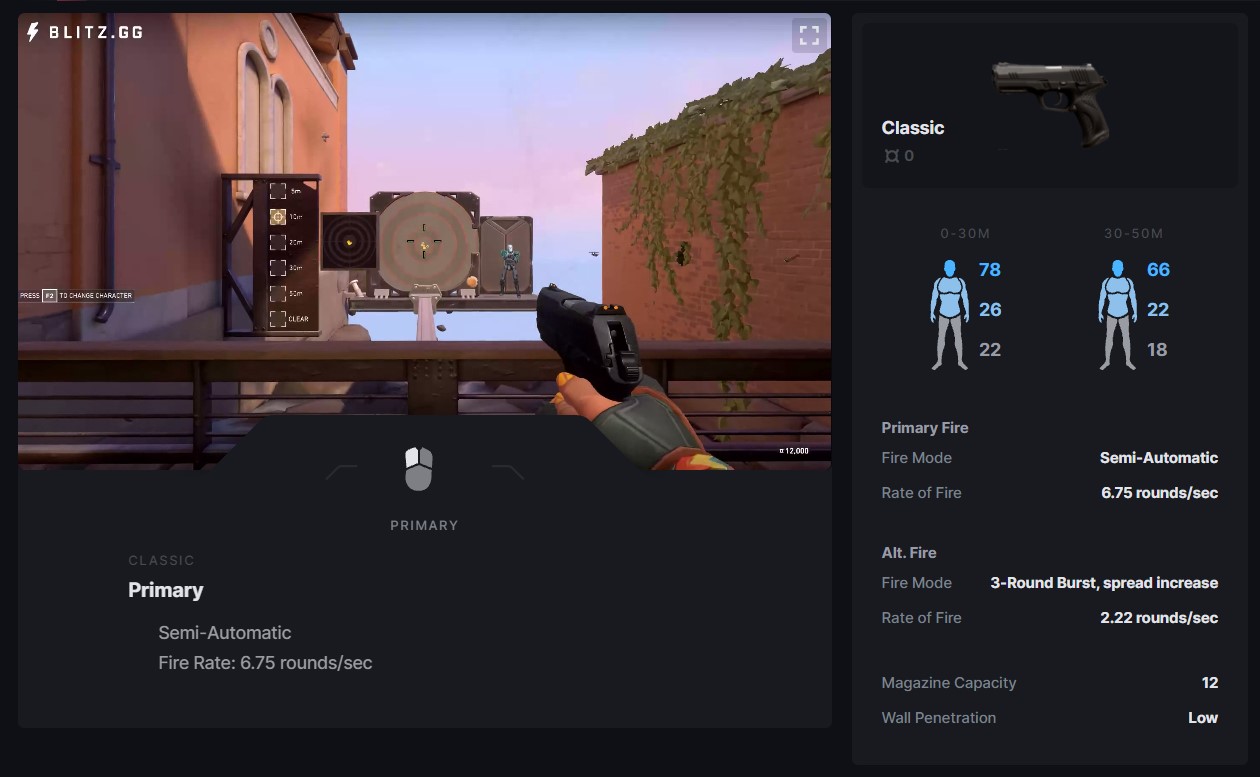 BLITZ.GG
5m
10m
20m
30m
50m
CLEAR
PRESS F2 TO CHANGE CHARACTER
¤ 12,000
PRIMARY
CLASSIC
Primary
Semi-Automatic
Fire Rate: 6.75 rounds/sec
Classic
¤ 0
0-30M
78
26
22
30-50M
66
22
18
Primary Fire
Fire Mode Semi-Automatic
Rate of Fire 6.75 rounds/sec
Alt. Fire
Fire Mode 3-Round Burst, spread increase
Rate of Fire 2.22 rounds/sec
Magazine Capacity 12
Wall Penetration Low